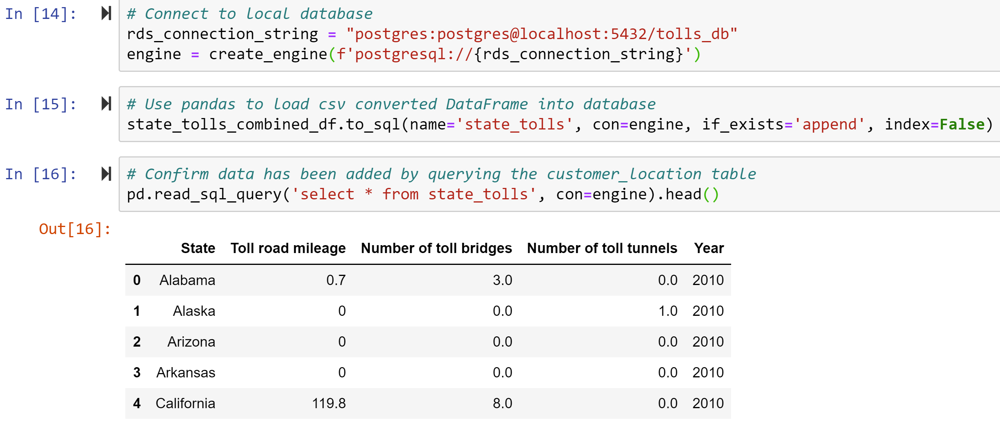 In [14]:
# Connect to local database
rds_connection_string = "postgres:postgres@localhost:5432/tolls_db"
engine = create_engine(f'postgresql://{rds_connection_string}')
In [15]:
# Use pandas to load csv converted DataFrame into database
state_tolls_combined_df.to_sql(name='state_tolls', con=engine, if_exists='append', index=False)
In [16]:
# Confirm data has been added by querying the customer_location table
pd.read_sql_query('select * from state_tolls', con=engine).head()
Out[16]:
State Toll road mileage Number of toll bridges Number of toll tunnels Year
0 Alabama 0.7 3.0 0.0 2010
1 Alaska 0 0.0 1.0 2010
2 Arizona 0 0.0 0.0 2010
3 Arkansas 0 0.0 0.0 2010
4 California 119.8 8.0 0.0 2010